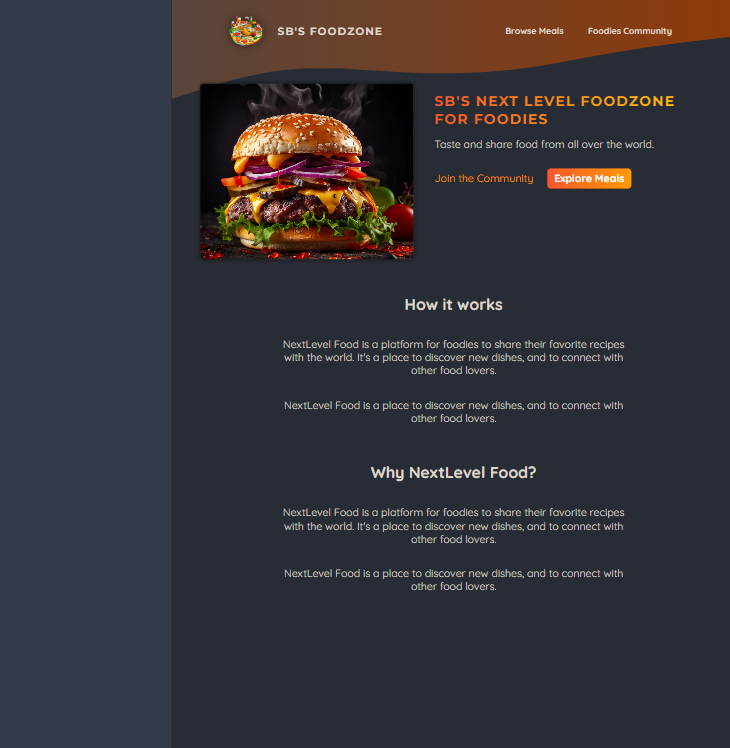 SB'S FOODZONE
Browse Meals
Foodies Community
SB'S NEXT LEVEL FOODZONE
FOR FOODIES
Taste and share food from all over the world.
Join the Community
Explore Meals
How it works
NextLevel Food is a platform for foodies to share their favorite recipes
with the world. It's a place to discover new dishes, and to connect with
other food lovers.
NextLevel Food is a place to discover new dishes, and to connect with
other food lovers.
Why NextLevel Food?
NextLevel Food is a platform for foodies to share their favorite recipes
with the world. It's a place to discover new dishes, and to connect with
other food lovers.
NextLevel Food is a place to discover new dishes, and to connect with
other food lovers.